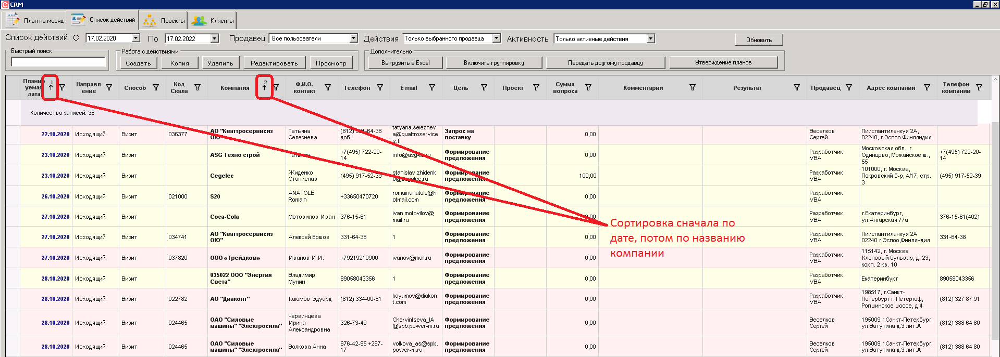 CRM
План на месяц Список действий Проекты Клиенты
Список действий С 17.02.2020 По 17.02.2022 Продавец Все пользователи Действия Только выбранного продавца Активность Только активные действия Обновить
Быстрый поиск Работа с действиями Дополнительно
Создать Копия Удалить Редактировать Просмотр Выгрузить в Excel Включить группировку Передать другому продавцу Утверждение планов
Планир
уемая
дата
1
Направл
ение
Способ
Код
Скала
Компания
2
Ф.И.О.
контакт
Телефон
E mail
Цель
Проект
Сумма
вопроса
Комментарии
Результат
Продавец
Адрес компании
Телефон
компании
Количество записей: 36
22.10.2020
Исходящий
Визит
036377
АО "Кваттросервисиз
ОЮ"
Татьяна
Селезнева
доб.
tatyana.seleznev
a@quattroservice
s.fi
Запрос на
поставку
0,00
Веселков
Сергей
Пииспантиланкуя 2А,
02240, г.Эспоо Финляндия
23.10.2020
Исходящий
Визит
ASG Техно строй
Татьяна
+7(495) 722-20-
14
Формирование
предложения
0,00
Разработчик
VBA
Московская обл., г.
Одинцово, Можайское ш.,
55
+7(495) 722-20-
14
23.10.2020
Исходящий
Визит
Cegelec
Жиденко
Станислав
(495) 917-52-39
stanislav.zhidenk
o@cegelec.ru
Формирование
предложения
100,00
Разработчик
VBA
101000, г. Москва,
Покровский б-р, 4/17, стр.
3
(495) 917-52-39
26.10.2020
Исходящий
Визит
021000
S20
ANATOLE
Romain
+33650470720
romainanatole@h
otmail.com
Формирование
предложения
0,00
Разработчик
VBA
27.10.2020
Исходящий
Визит
Coca-Cola
Мотовилов Иван
376-15-61
ivan.motovilov@
mail.ru
Формирование
предложения
0,00
Разработчик
VBA
г.Екатеринбург,
ул.Ангарская 77а
376-15-61(402)
27.10.2020
Исходящий
Визит
034741
АО "Кваттросервисиз
ОЮ"
Алексей Ершов
331-64-38
1
Формирование
предложения
0,00
Разработчик
VBA
Пииспантиланкуя 2А
02240 г.Эспоо,Финляндия
331-64-38
27.10.2020
Исходящий
Визит
037820
ООО «Трейдком»
Иванов И.И.
+79219219900
ivanov@mail.ru
Формирование
предложения
0,00
Разработчик
VBA
115142, г. Москва
Кленовый бульвар, д. 23,
корп. 2 кв. 10
28.10.2020
Исходящий
Визит
035022 ООО "Энергия
Света"
Владимир
Мунин
89058043356
1
Формирование
предложения
0,00
Разработчик
VBA
Екатеринбург
89058043356
28.10.2020
Исходящий
Визит
022782
АО "Диаконт"
Каюмов Эдуард
(812) 334-00-81
kayumov@diakon
t.com
Формирование
предложения
0,00
Разработчик
VBA
198517, г.Санкт-
Петербург г. Петергоф,
Ропшинское шоссе, д.4
(812) 327 87 91
28.10.2020
Исходящий
Визит
024465
ОАО "Силовые
машины" "Электросила"
Червинцева
Ирина
Александровна
326-73-49
Chervintseva_IA
@spb.power-m.ru
Формирование
предложения
0,00
Веселков
Сергей
195009 г.Санкт-Петербург
ул.Ватутина д.3 лит.А
(812) 388 64 80
28.10.2020
Исходящий
Визит
024465
ОАО "Силовые
машины" "Электросила"
Волкова Анна
676-42-95 +297-
17
volkova_as@spb.
power-m.ru
Формирование
предложения
0,00
Веселков
Сергей
195009 г.Санкт-Петербург
ул.Ватутина д.3 лит.А
(812) 388 64 80
Сортировка сначала по
дате, потом по названию
компании